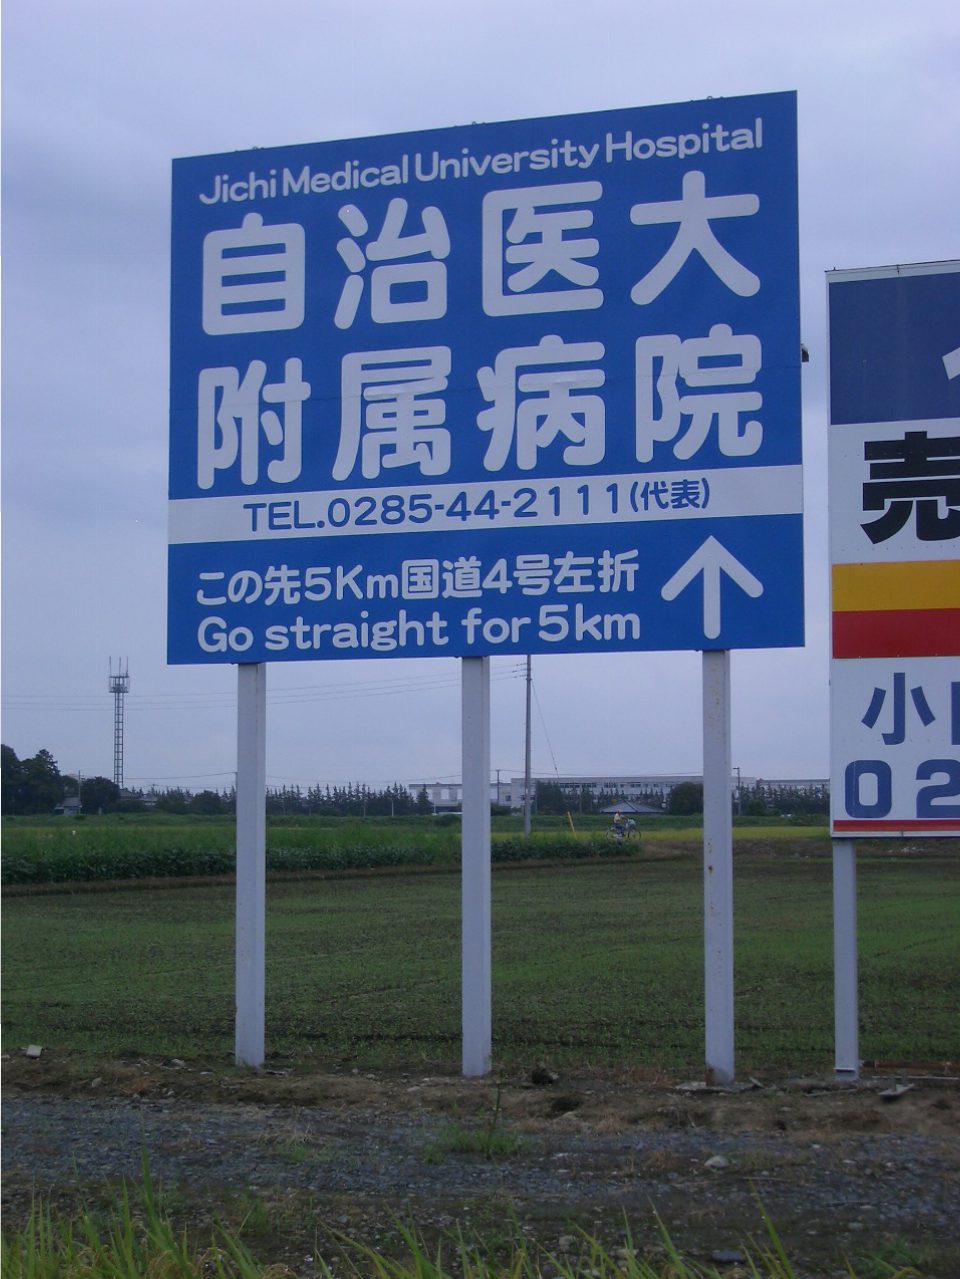 Jichi Medical University Hospital
自治医大
附属病院
TEL.0285-44-2111(代表)
この先5Km国道4号左折
Go straight for 5km
売
小
02